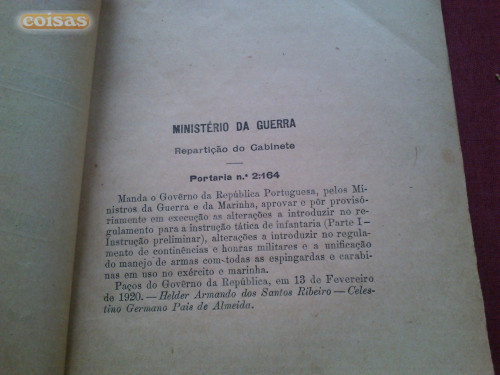 coisas
MINISTÉRIO DA GUERRA
Repartição do Gabinete
Portaria n.º 2:164
Manda o Govêrno da República Portuguesa, pelos Mi-
nistros da Guerra e da Marinha, aprovar e pôr provisó-
riamente em execução as alterações a introduzir no re-
gulamento para a instrução tática de infantaria (Parte I—
Instrução preliminar), alterações a introduzir no regula-
mento de continências e honras militares e a unificação
do manejo de armas com todas as espingardas e carabi-
nas em uso no exército e marinha.
Paços do Govêrno da República, em 13 de Fevereiro
de 1920.—Helder Armando dos Santos Ribeiro—Celes-
tino Germano Pais de Almeida.